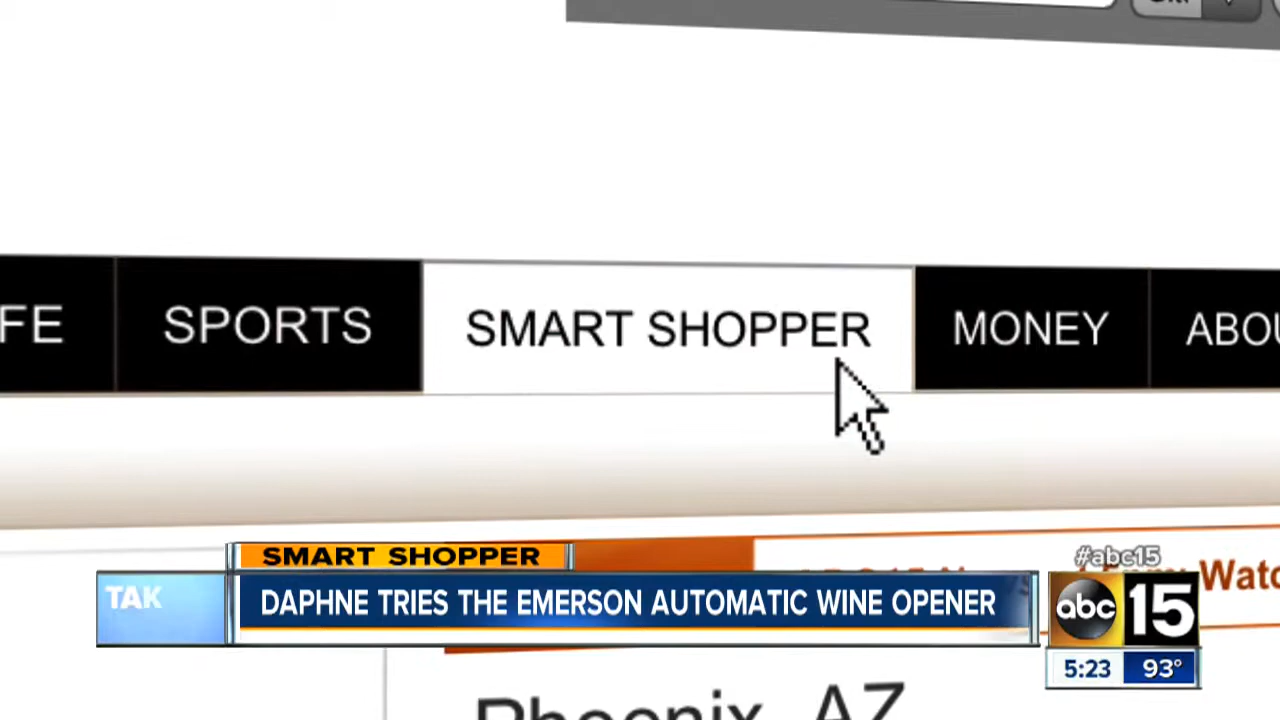 FE SPORTS SMART SHOPPER MONEY ABOU
SMART SHOPPER
#abc15
TAK
DAPHNE TRIES THE EMERSON AUTOMATIC WINE OPENER
Watc
abc 15
5:23 93°
Phoenix, AZ